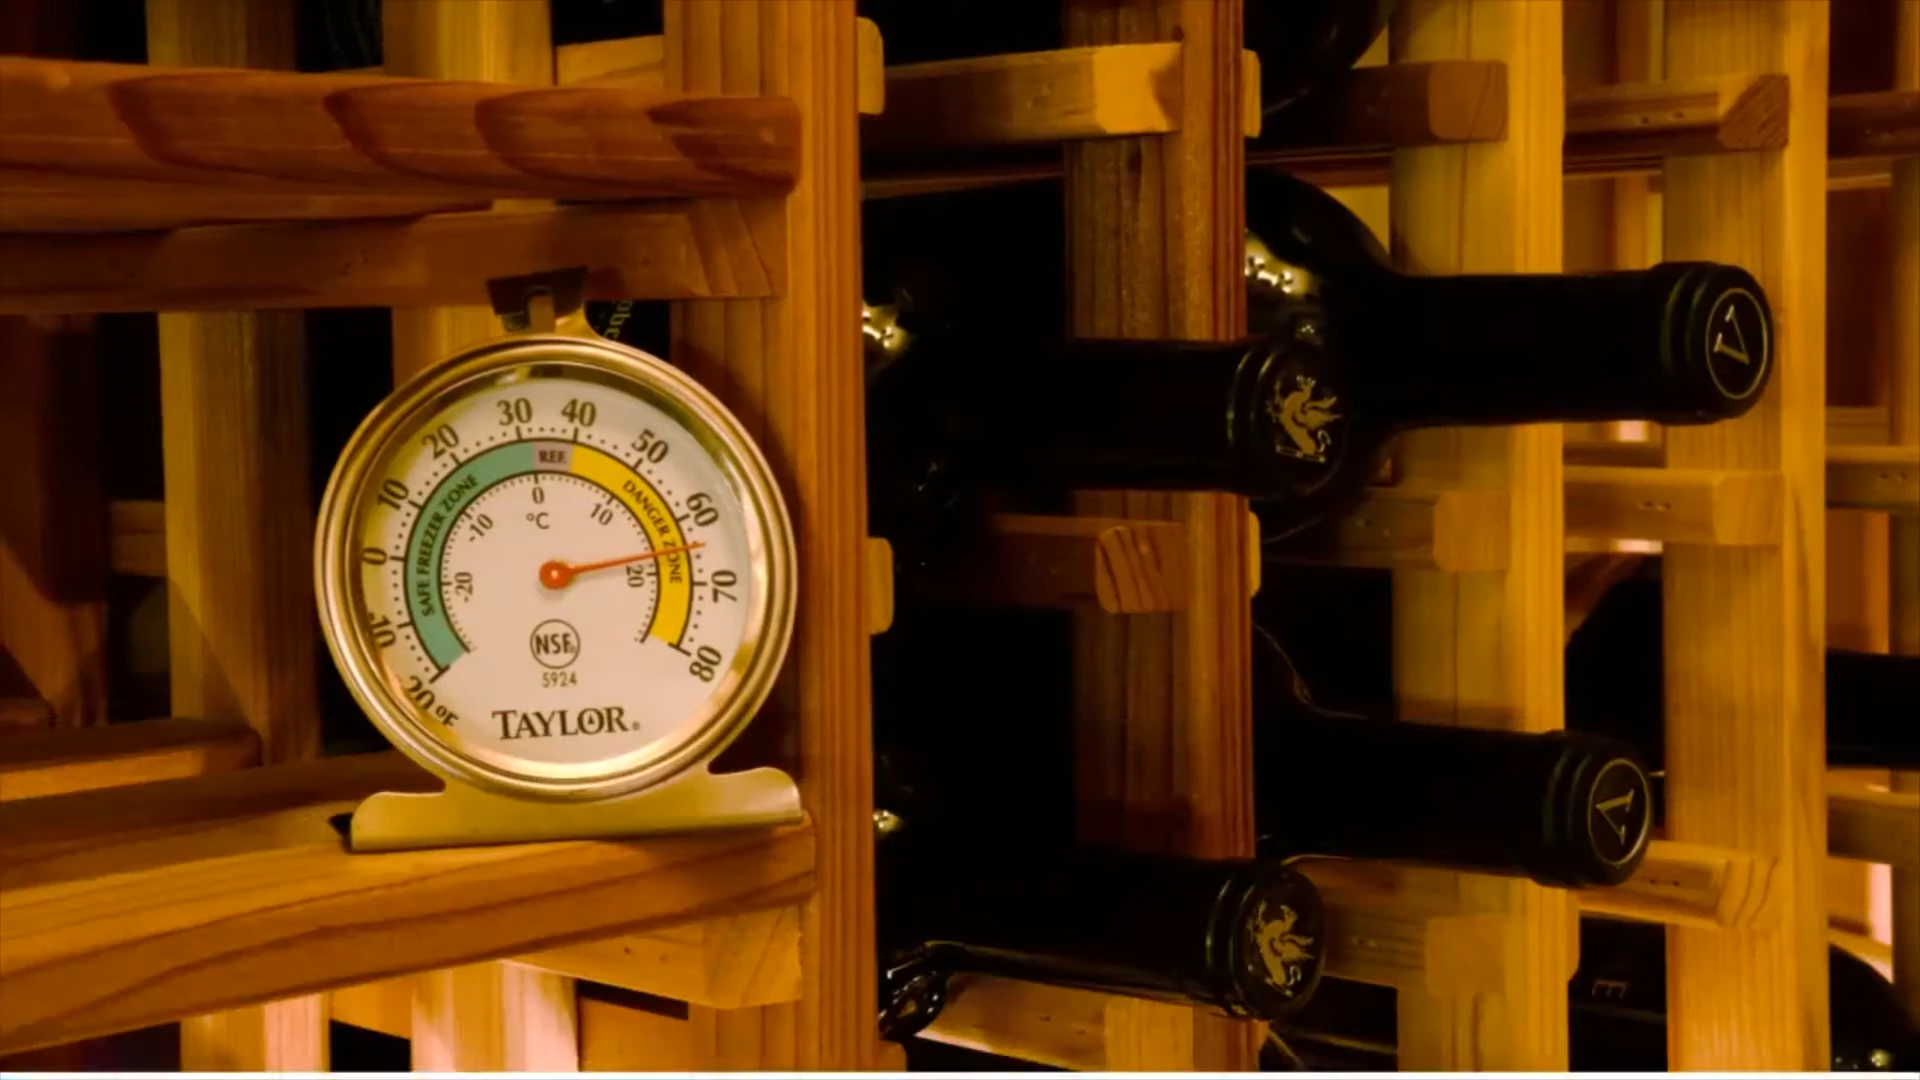 30 40
20 50
10 60
0 70
-10 80
-20°F
REF.
SAFE FREEZER ZONE
DANGER ZONE
0
-10 °C 10
-20 20
NSF®
5924
TAYLOR®
V
V